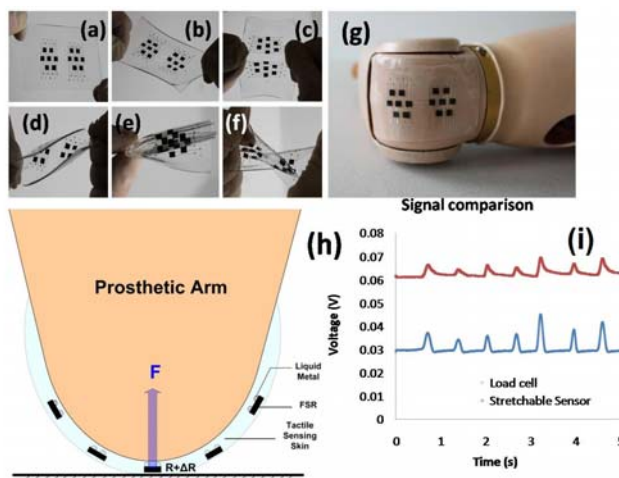 (a)
(b)
(c)
(d)
(e)
(f)
(g)
(h)
Prosthetic Arm
F
Liquid
Metal
FSR
Tactile
Sensing
Skin
R+ΔR
Signal comparison
(i)
0.08
0.07
0.06
0.05
0.04
0.03
0.02
0.01
0
Voltage (V)
Load cell
Stretchable Sensor
0 1 2 3 4 5
Time (s)